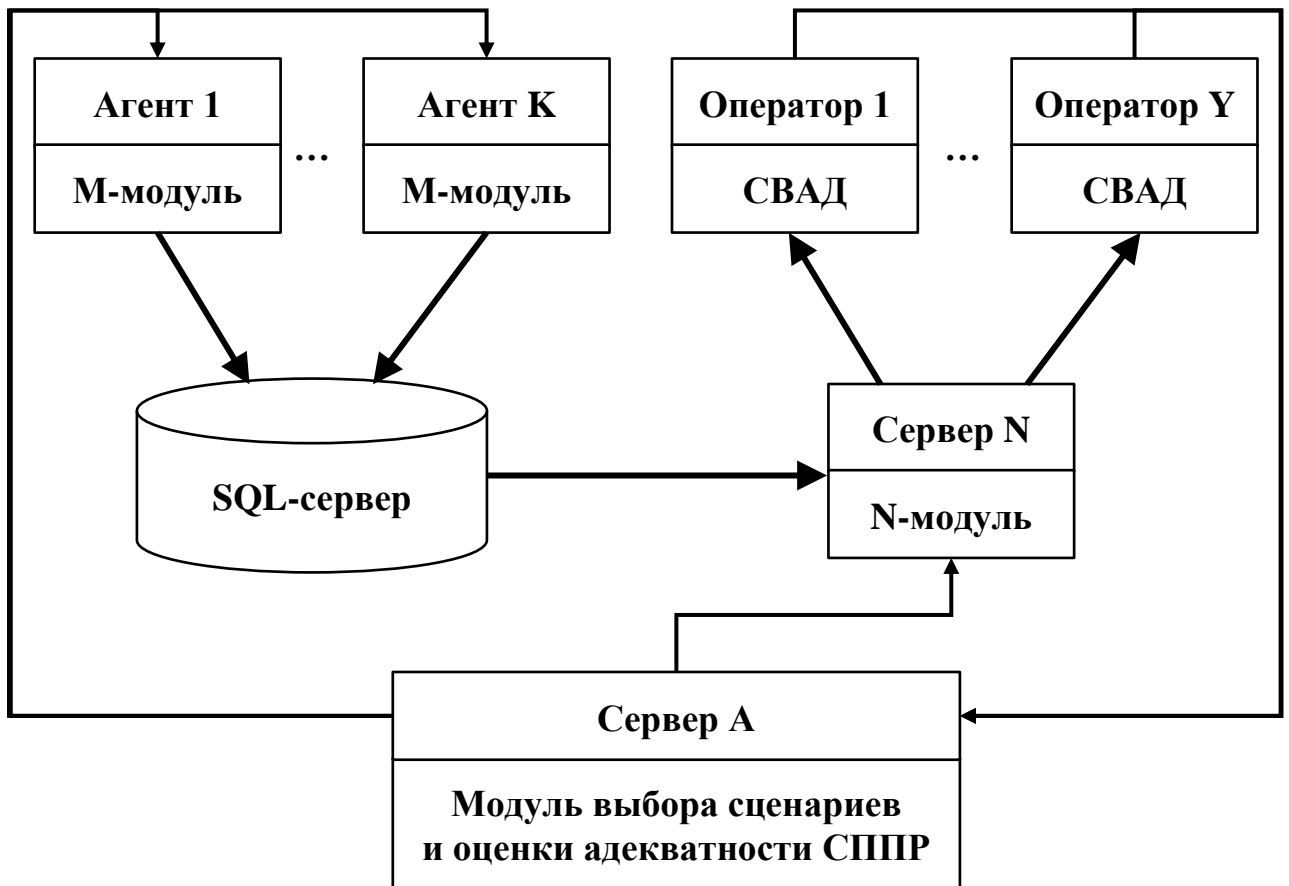 Агент 1
Агент K
Оператор 1
Оператор Y
М-модуль
...
М-модуль
СВАД
...
СВАД
SQL-сервер
Сервер N
N-модуль
Сервер А
Модуль выбора сценариев
и оценки адекватности СППР